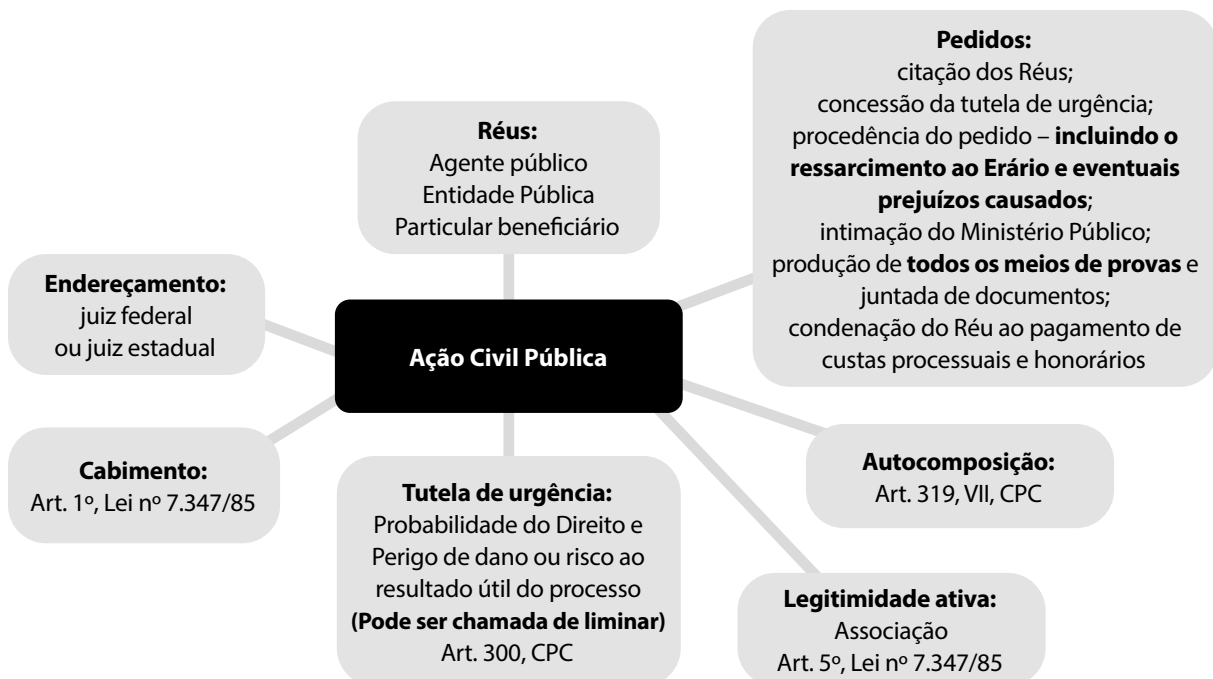 Pedidos:
citação dos Réus;
concessão da tutela de urgência;
procedência do pedido – incluindo o
ressarcimento ao Erário e eventuais
prejuízos causados;
intimação do Ministério Público;
produção de todos os meios de provas e
juntada de documentos;
condenação do Réu ao pagamento de
custas processuais e honorários
Réus:
Agente público
Entidade Pública
Particular beneficiário
Endereçamento:
juiz federal
ou juiz estadual
Ação Civil Pública
Cabimento:
Art. 1º, Lei nº 7.347/85
Tutela de urgência:
Probabilidade do Direito e
Perigo de dano ou risco ao
resultado útil do processo
(Pode ser chamada de liminar)
Art. 300, CPC
Autocomposição:
Art. 319, VII, CPC
Legitimidade ativa:
Associação
Art. 5º, Lei nº 7.347/85